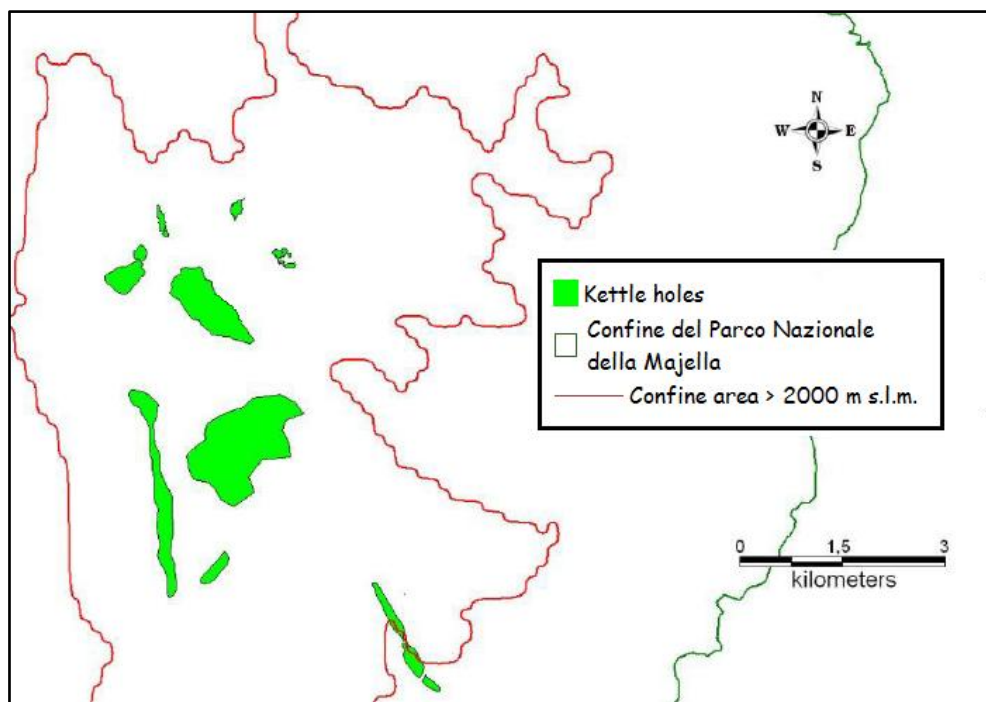 N
W E
S
Kettle holes
Confine del Parco Nazionale
della Majella
Confine area > 2000 m s.l.m.
0 1,5 3
kilometers